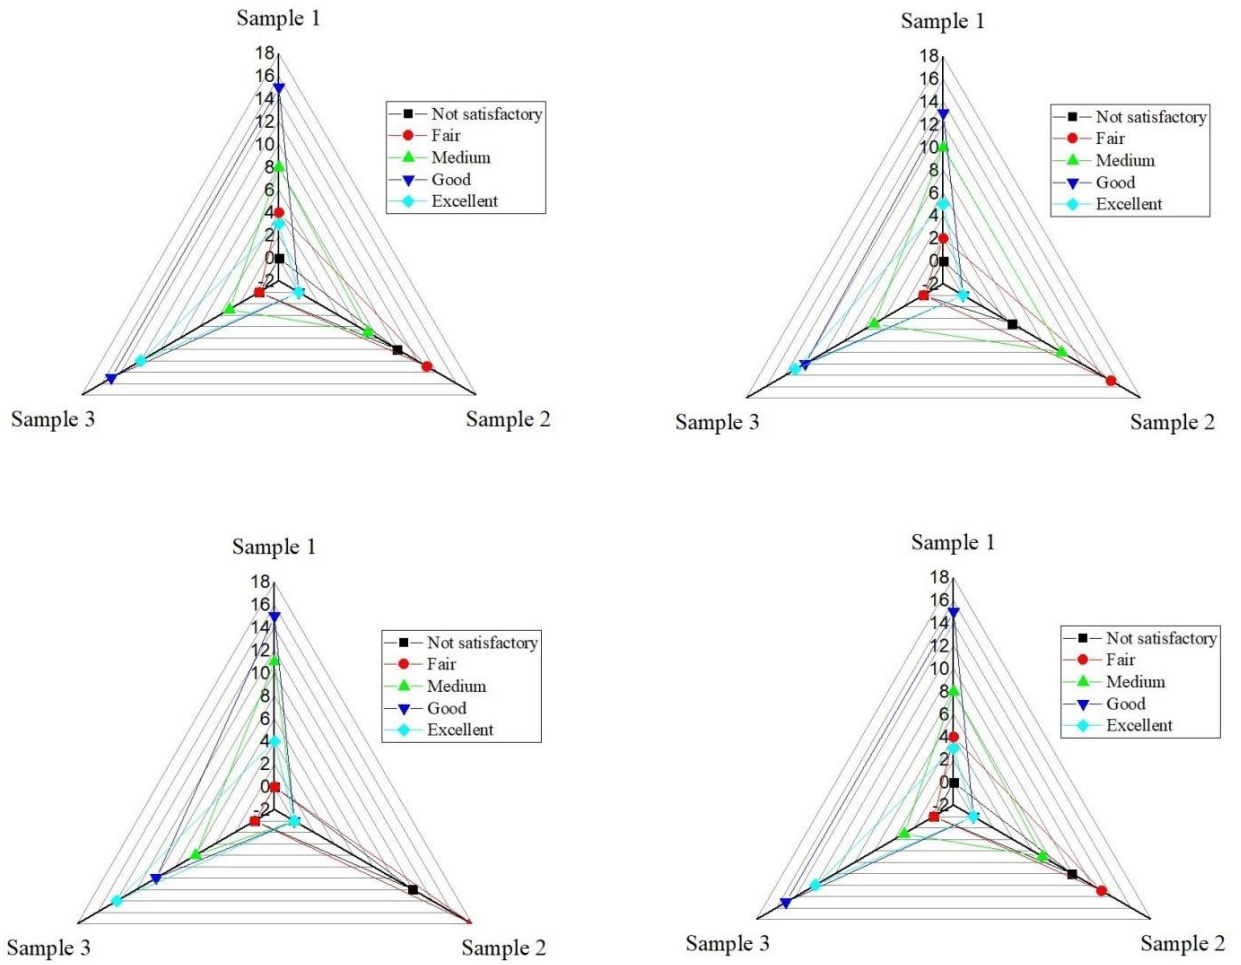 Sample 1
18
16
14
12
10
8
6
4
2
0
-2
Not satisfactory
Fair
Medium
Good
Excellent
Sample 3
Sample 2
Sample 1
18
16
14
12
10
8
6
4
2
0
-2
Not satisfactory
Fair
Medium
Good
Excellent
Sample 3
Sample 2
Sample 1
18
16
14
12
10
8
6
4
2
0
-2
Not satisfactory
Fair
Medium
Good
Excellent
Sample 3
Sample 2
Sample 1
18
16
14
12
10
8
6
4
2
0
-2
Not satisfactory
Fair
Medium
Good
Excellent
Sample 3
Sample 2